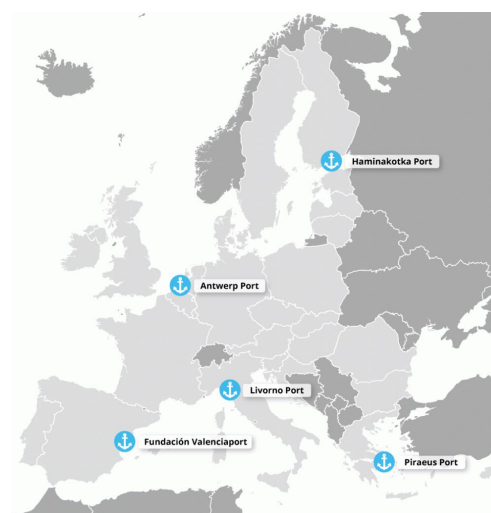 Haminakotka Port
Antwerp Port
Livorno Port
Fundación Valenciaport
Piraeus Port